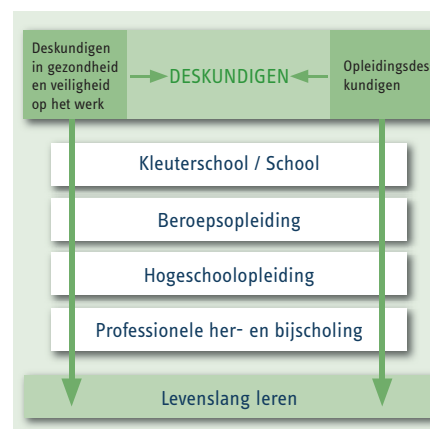 Deskundigen
in gezondheid
en veiligheid
op het werk
DESKUNDIGEN
Opleidingsdes
kundigen
Kleuterschool / School
Beroepsopleiding
Hogeschoolopleiding
Professionele her- en bijscholing
Levenslang leren